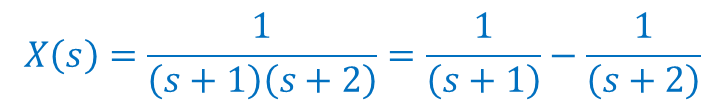 X(s) = 1/((s + 1)(s + 2)) = 1/((s + 1)) − 1/((s + 2))